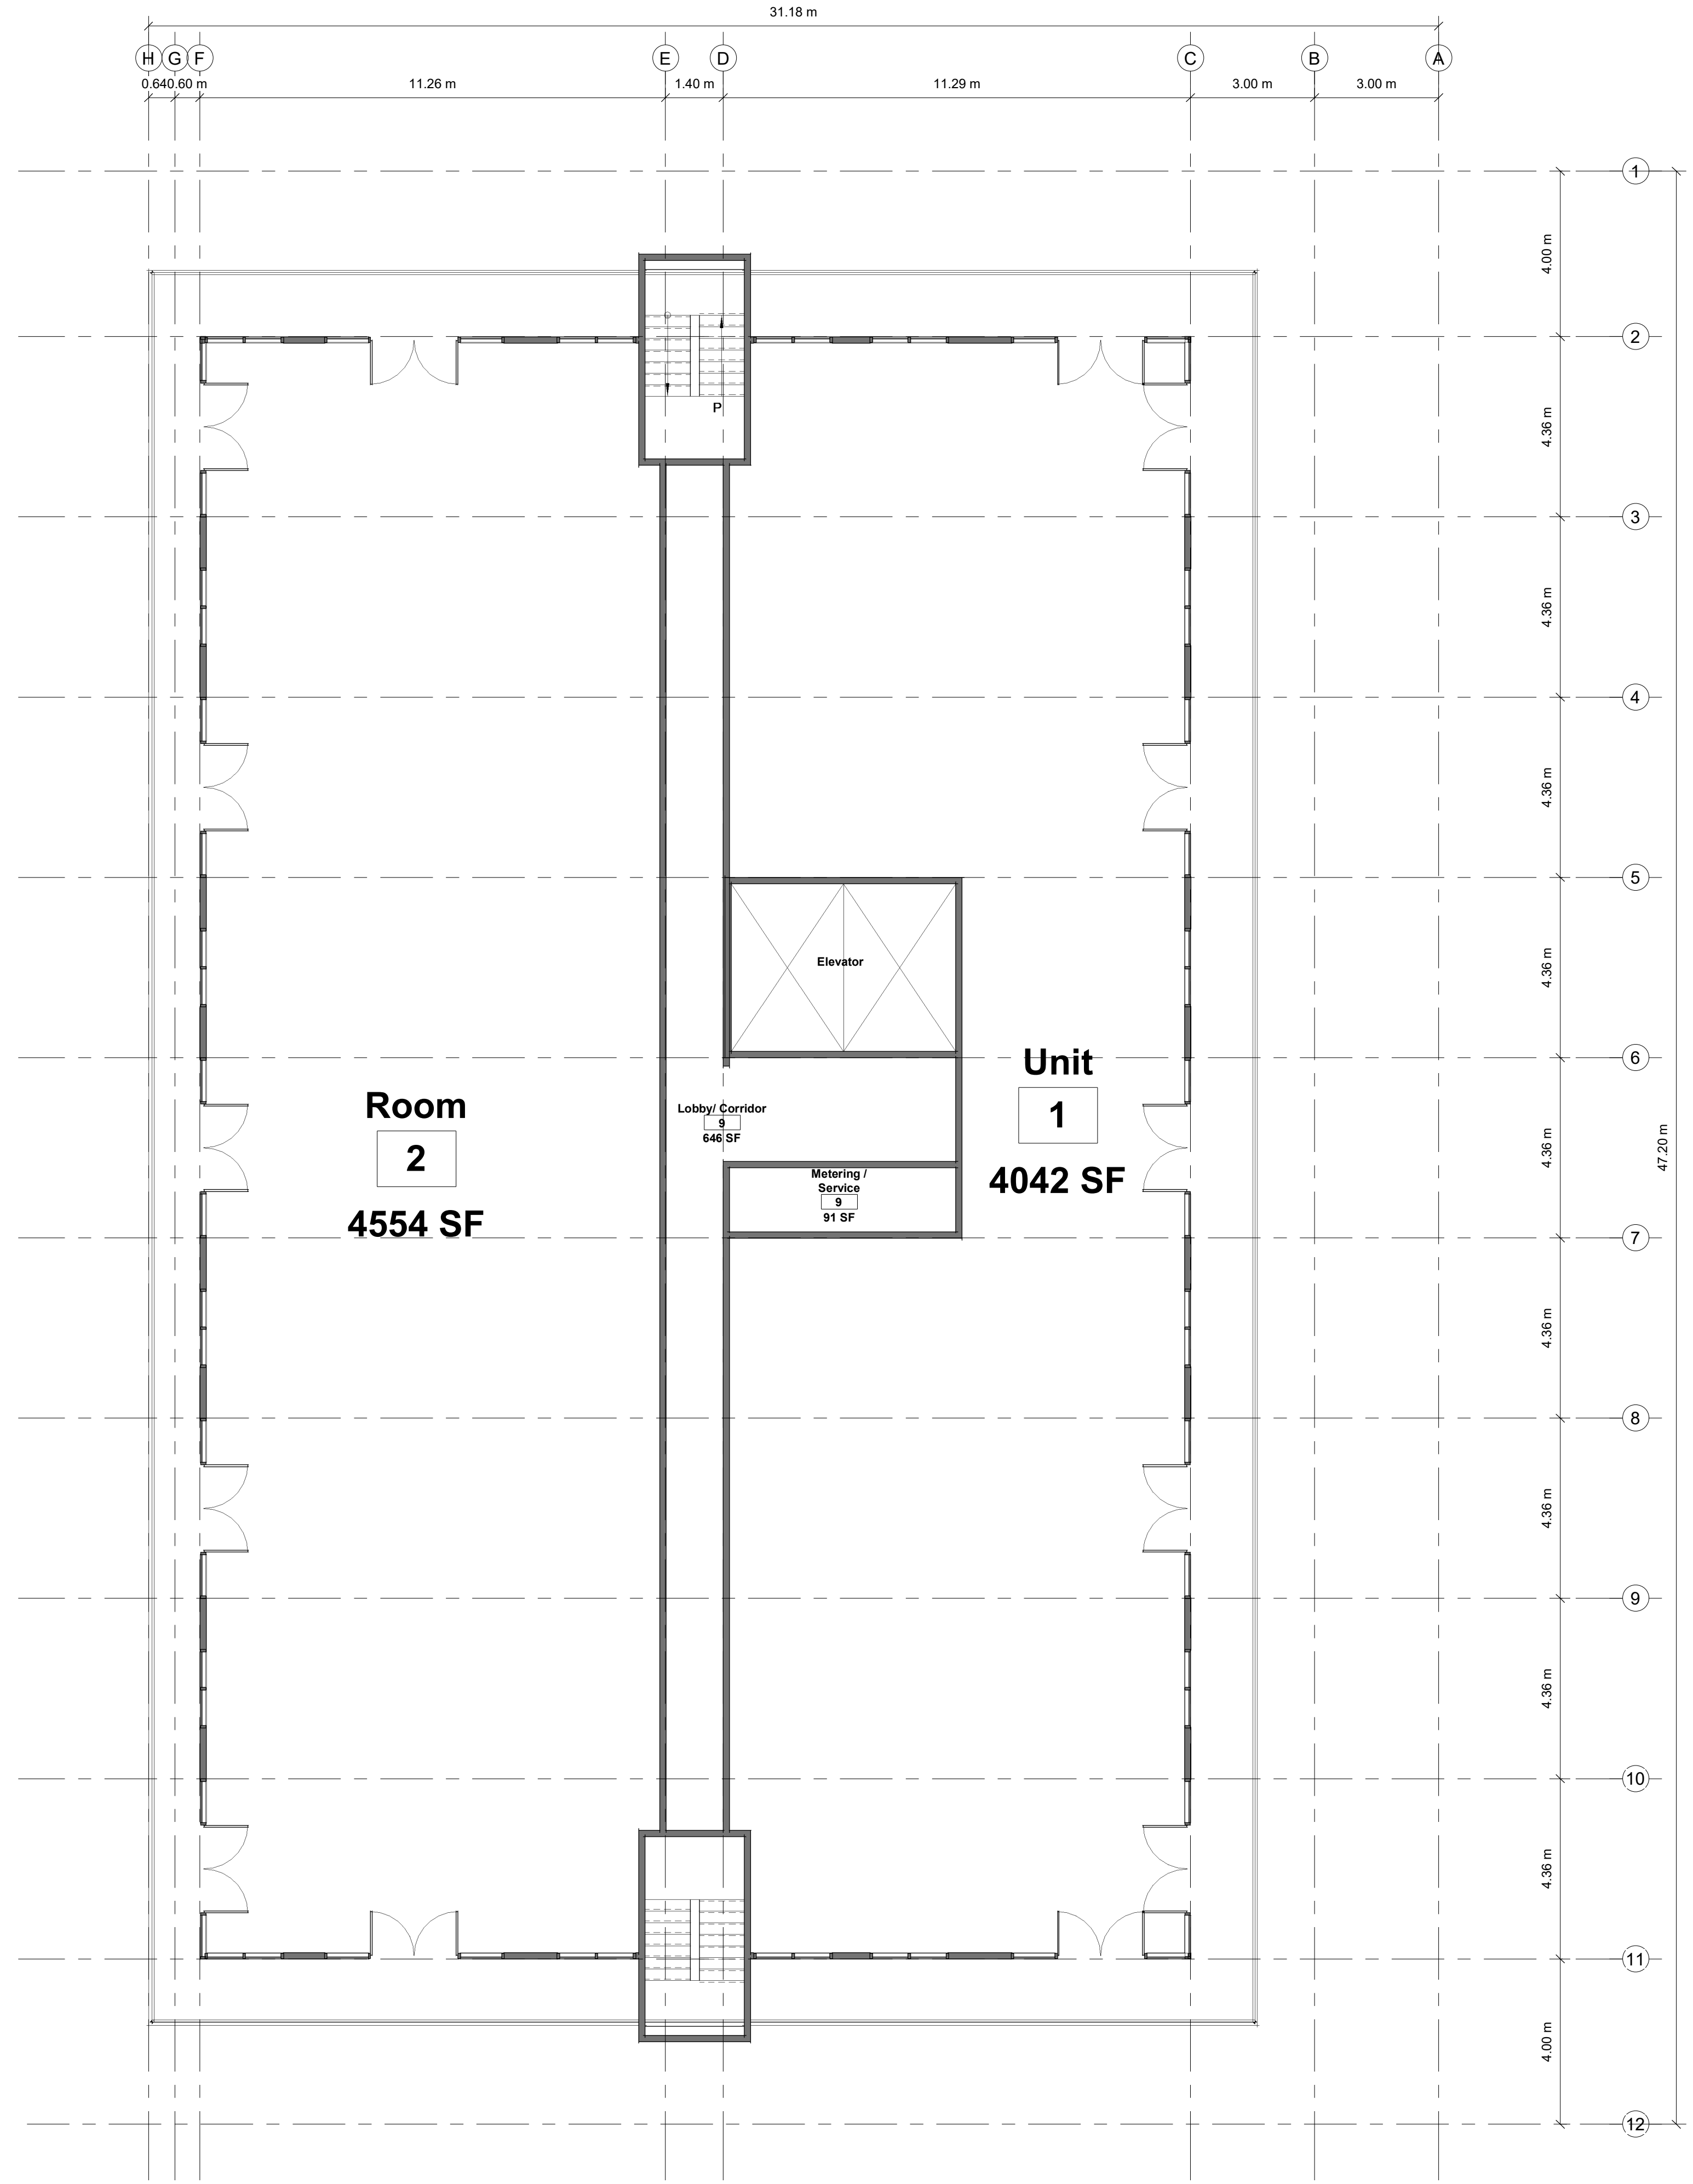 31.18 m
H G F E D C B A
0.640.60 m 11.26 m 1.40 m 11.29 m 3.00 m 3.00 m
1
4.00 m
2
P
4.36 m
3
4.36 m
4
4.36 m
5
Elevator
4.36 m
6
Unit
1
4042 SF
Room
2
4554 SF
Lobby/ Corridor
9
646 SF
Metering /
Service
9
91 SF
4.36 m
47.20 m
7
4.36 m
8
4.36 m
9
4.36 m
10
4.36 m
11
4.00 m
12